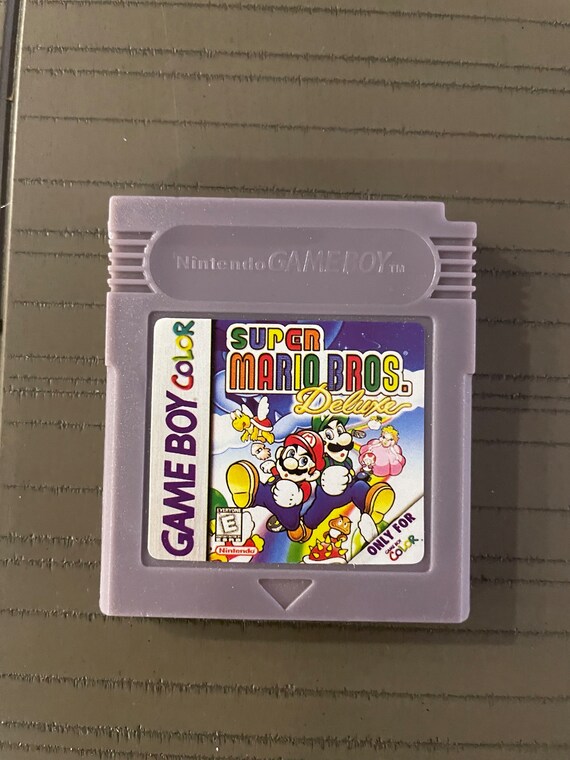 Nintendo GAMEBOY TM
GAME BOY COLOR
SUPER
MARIO BROS.
Deluxe
E
Nintendo
ONLY FOR
GAME BOY
COLOR